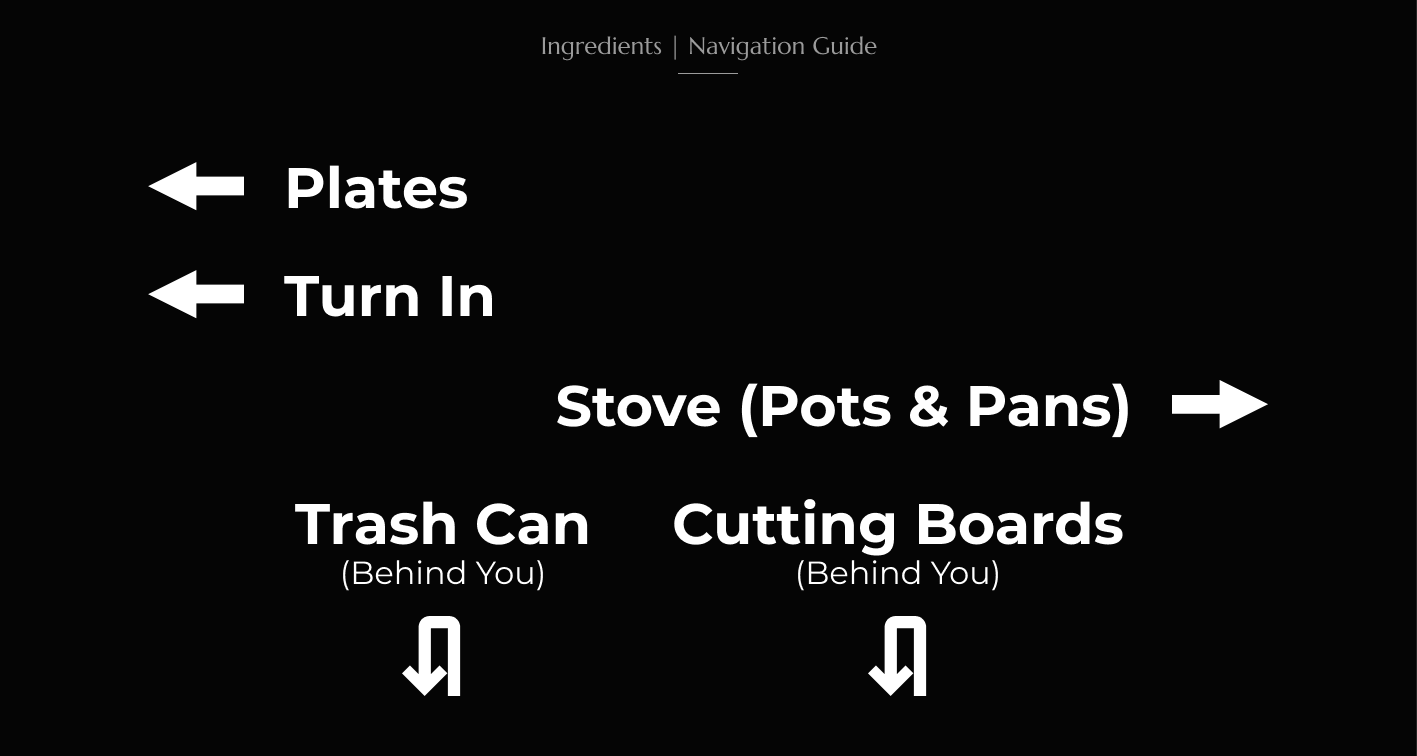 Ingredients | Navigation Guide
Plates
Turn In
Stove (Pots & Pans)
Trash Can
(Behind You)
Cutting Boards
(Behind You)